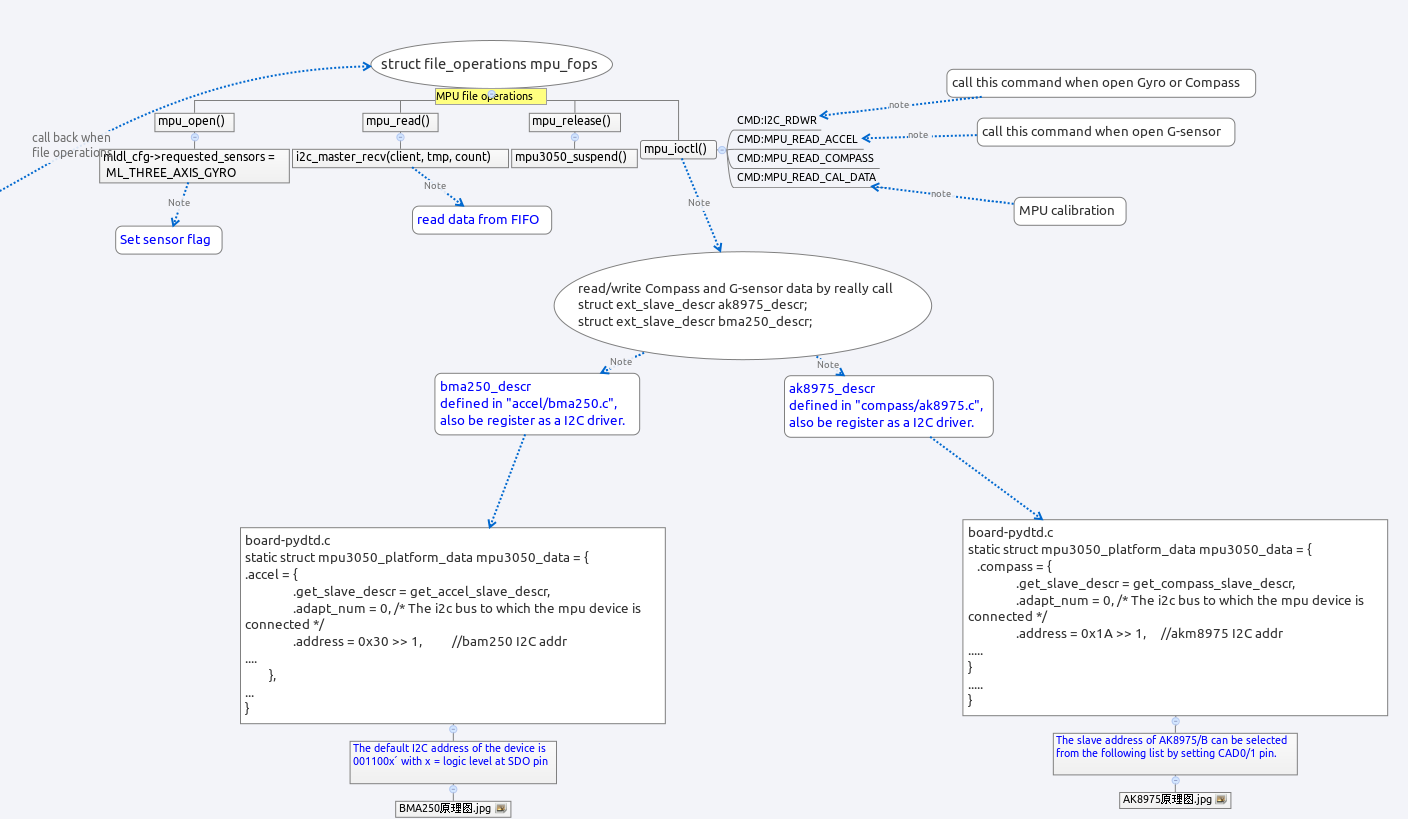 struct file_operations mpu_fops
MPU file operations
call back when
file operations
mpu_open()
mpu_read()
mpu_release()
mpu_ioctl()
mldl_cfg->requested_sensors =
ML_THREE_AXIS_GYRO
i2c_master_recv(client, tmp, count)
mpu3050_suspend()
CMD:I2C_RDWR
CMD:MPU_READ_ACCEL
CMD:MPU_READ_COMPASS
CMD:MPU_READ_CAL_DATA
note
call this command when open Gyro or Compass
note
call this command when open G-sensor
note
MPU calibration
Note
Set sensor flag
Note
read data from FIFO
Note
read/write Compass and G-sensor data by really call
struct ext_slave_descr ak8975_descr;
struct ext_slave_descr bma250_descr;
Note
Note
bma250_descr
defined in "accel/bma250.c",
also be register as a I2C driver.
ak8975_descr
defined in "compass/ak8975.c",
also be register as a I2C driver.
board-pydtd.c
static struct mpu3050_platform_data mpu3050_data = {
.accel = {
.get_slave_descr = get_accel_slave_descr,
.adapt_num = 0, /* The i2c bus to which the mpu device is
connected */
.address = 0x30 >> 1, //bam250 I2C addr
....
},
...
}
The default I2C address of the device is
001100x´ with x = logic level at SDO pin
BMA250原理图.jpg
board-pydtd.c
static struct mpu3050_platform_data mpu3050_data = {
.compass = {
.get_slave_descr = get_compass_slave_descr,
.adapt_num = 0, /* The i2c bus to which the mpu device is
connected */
.address = 0x1A >> 1, //akm8975 I2C addr
.....
}
.....
}
The slave address of AK8975/B can be selected
from the following list by setting CAD0/1 pin.
AK8975原理图.jpg